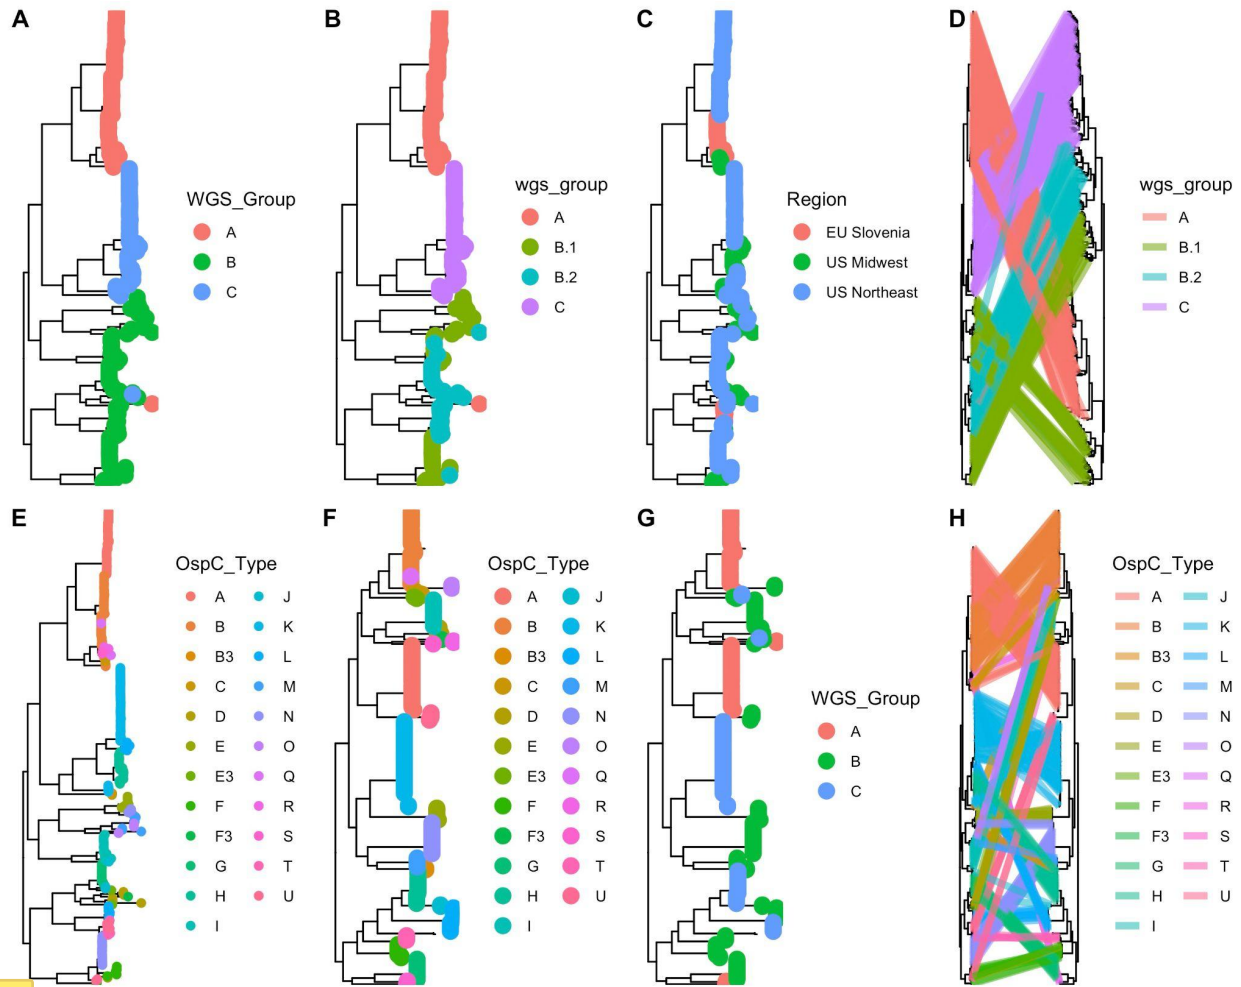 A
B
C
D
WGS_Group
A
B
C
wgs_group
A
B.1
B.2
C
Region
EU Slovenia
US Midwest
US Northeast
wgs_group
A
B.1
B.2
C
E
F
G
H
OspC_Type
A J
B K
B3 L
C M
D N
E O
E3 Q
F R
F3 S
G T
H U
I
OspC_Type
A J
B K
B3 L
C M
D N
E O
E3 Q
F R
F3 S
G T
H U
I
WGS_Group
A
B
C
OspC_Type
A J
B K
B3 L
C M
D N
E O
E3 Q
F R
F3 S
G T
H U
I